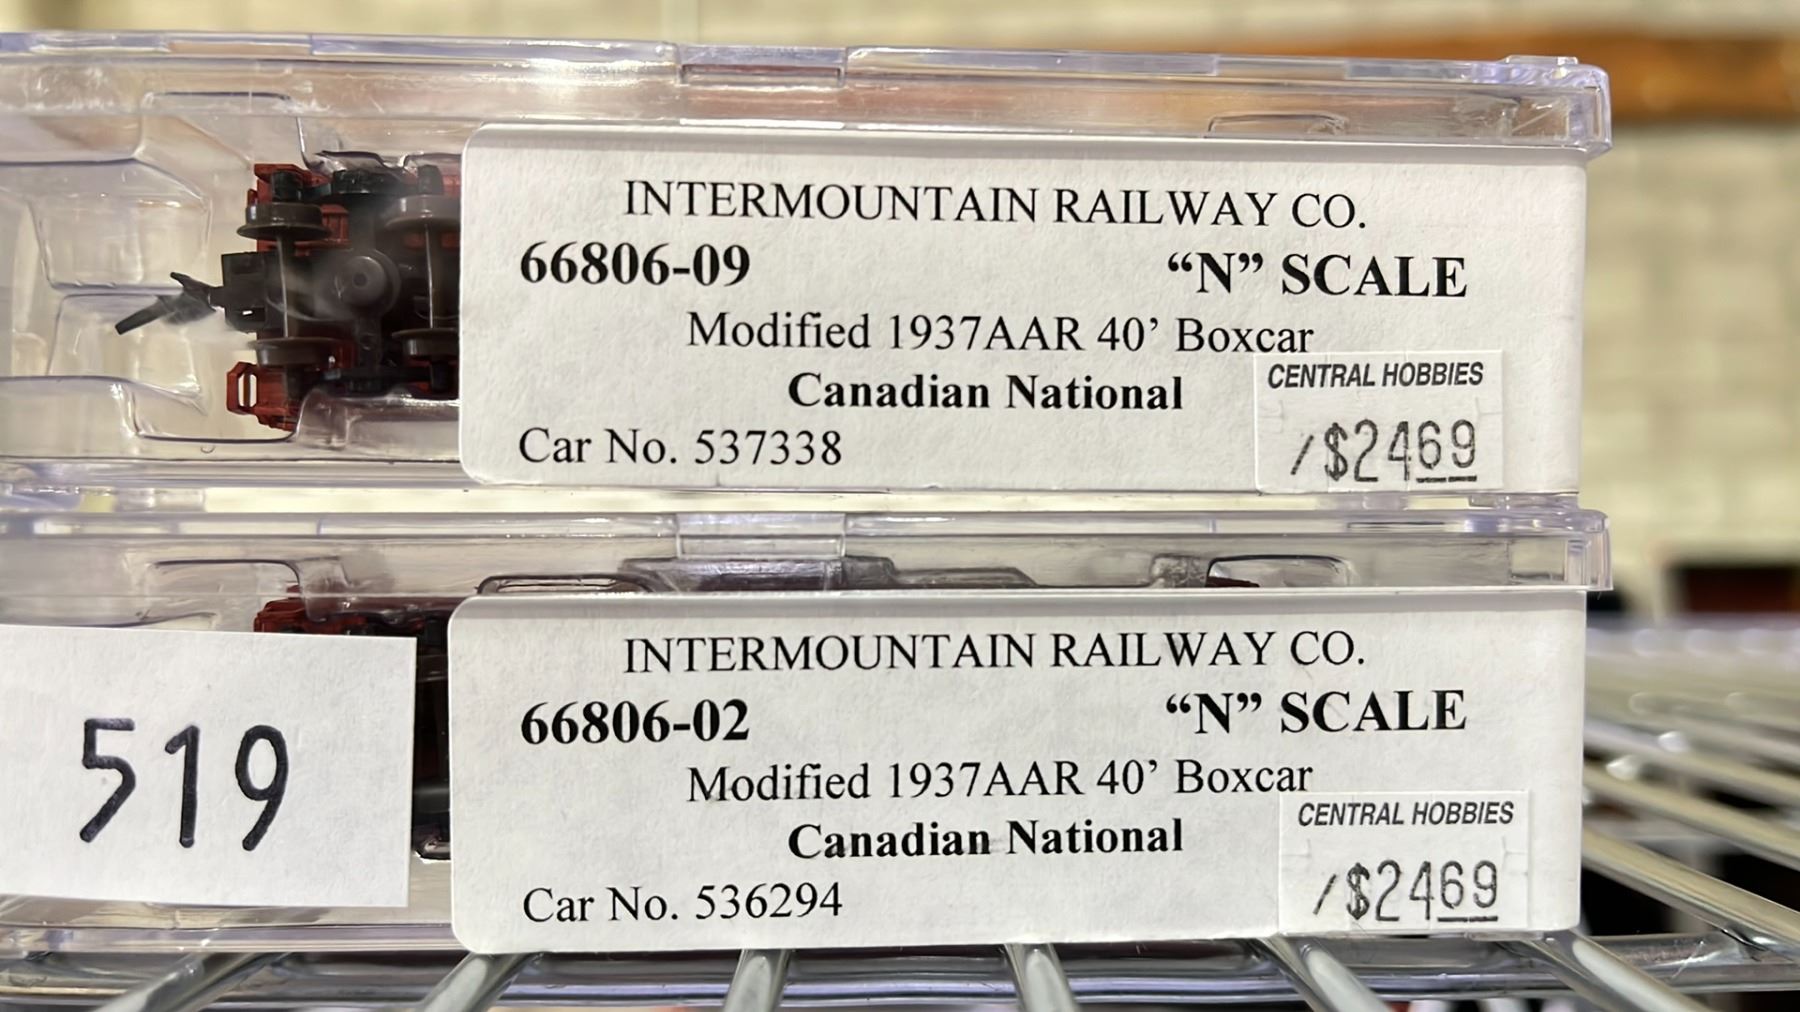 INTERMOUNTAIN RAILWAY CO.
66806-09 “N” SCALE
Modified 1937AAR 40’ Boxcar
Canadian National
Car No. 537338
CENTRAL HOBBIES
/$2469
INTERMOUNTAIN RAILWAY CO.
66806-02 “N” SCALE
Modified 1937AAR 40’ Boxcar
Canadian National
Car No. 536294
CENTRAL HOBBIES
/$2469
519